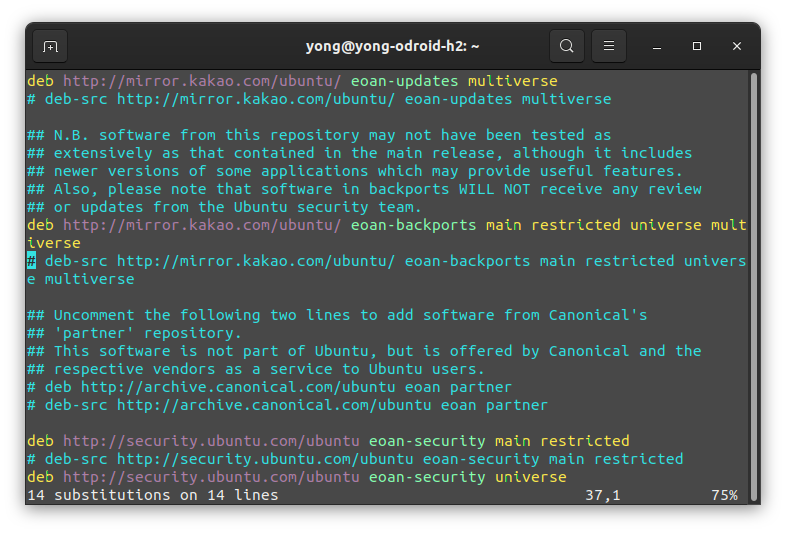 yong@yong-odroid-h2: ~
deb http://mirror.kakao.com/ubuntu/ eoan-updates multiverse
# deb-src http://mirror.kakao.com/ubuntu/ eoan-updates multiverse
## N.B. software from this repository may not have been tested as
## extensively as that contained in the main release, although it includes
## newer versions of some applications which may provide useful features.
## Also, please note that software in backports WILL NOT receive any review
## or updates from the Ubuntu security team.
deb http://mirror.kakao.com/ubuntu/ eoan-backports main restricted universe mult
iverse
# deb-src http://mirror.kakao.com/ubuntu/ eoan-backports main restricted univers
e multiverse
## Uncomment the following two lines to add software from Canonical's
## 'partner' repository.
## This software is not part of Ubuntu, but is offered by Canonical and the
## respective vendors as a service to Ubuntu users.
# deb http://archive.canonical.com/ubuntu eoan partner
# deb-src http://archive.canonical.com/ubuntu eoan partner
deb http://security.ubuntu.com/ubuntu eoan-security main restricted
# deb-src http://security.ubuntu.com/ubuntu eoan-security main restricted
deb http://security.ubuntu.com/ubuntu eoan-security universe
14 substitutions on 14 lines 37,1 75%